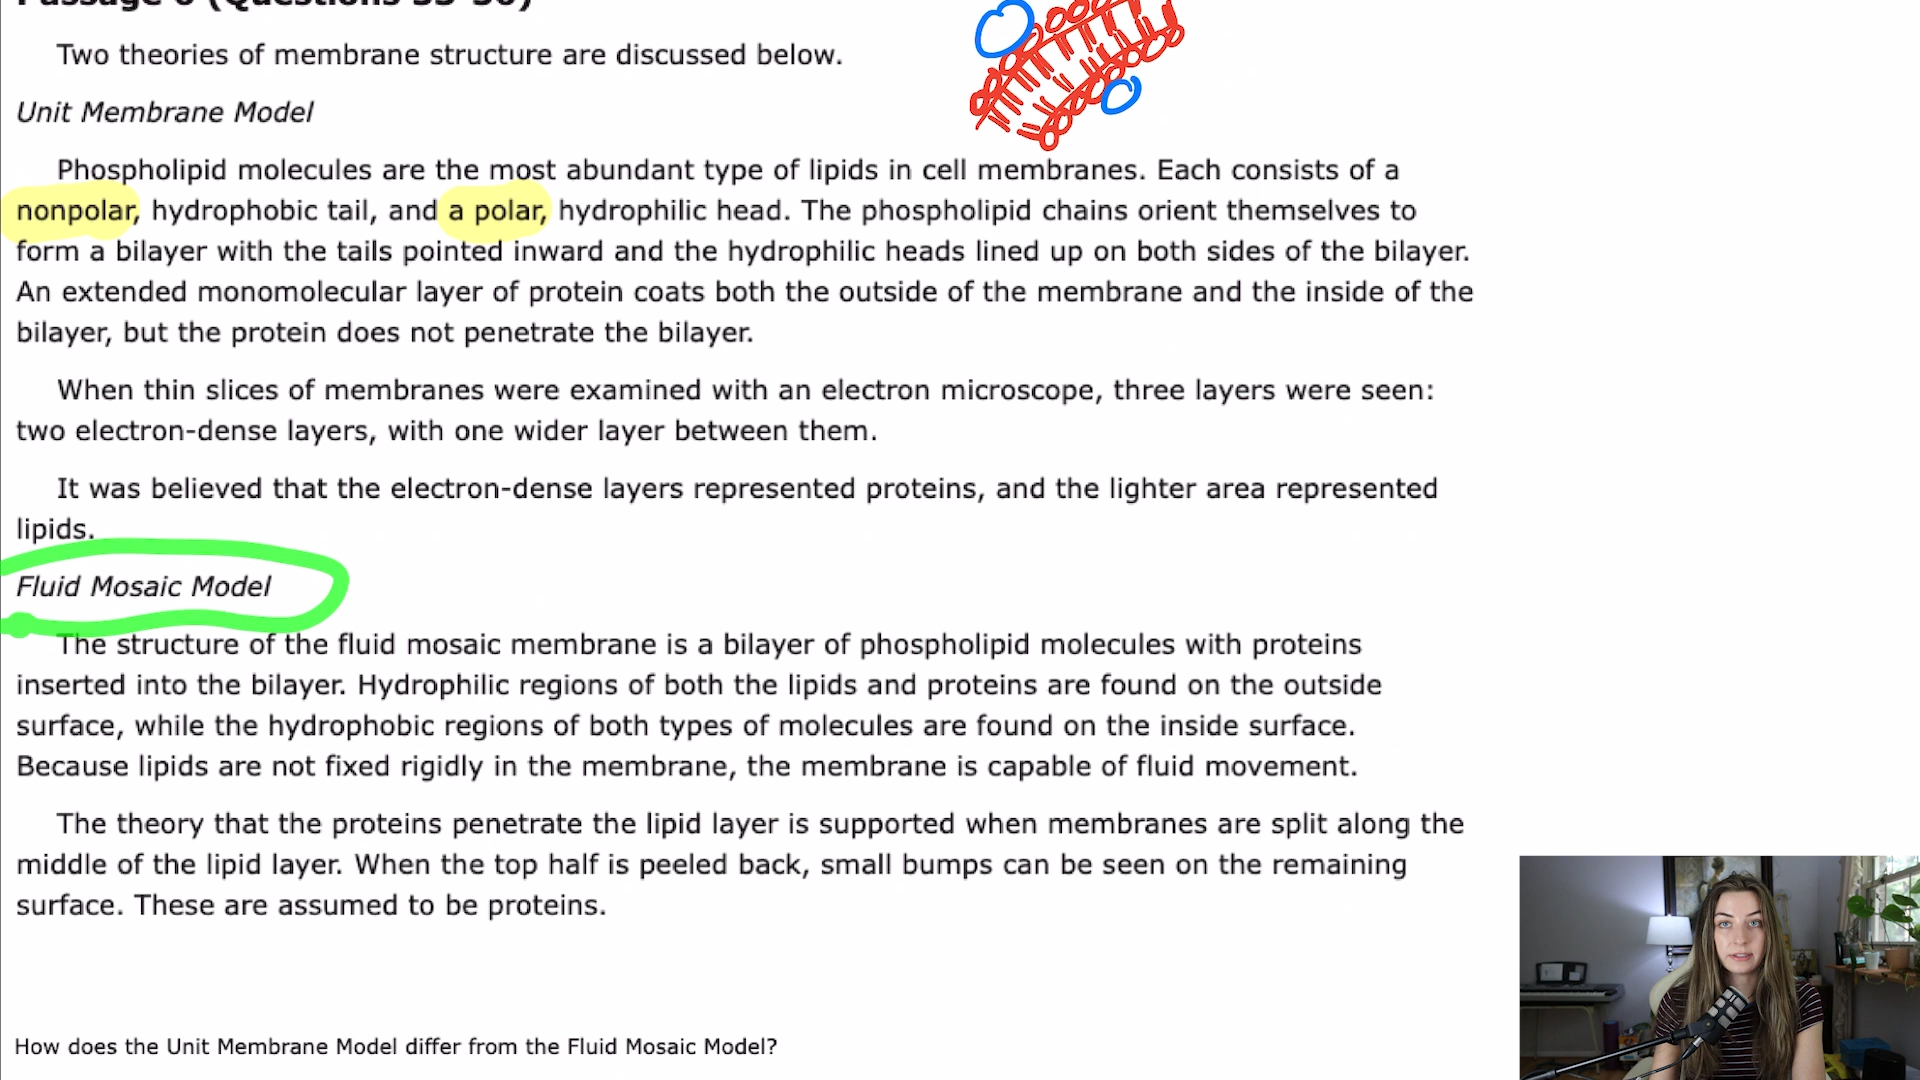 Passage 6 (Questions 33-36)
Two theories of membrane structure are discussed below.
Unit Membrane Model
Phospholipid molecules are the most abundant type of lipids in cell membranes. Each consists of a
nonpolar, hydrophobic tail, and a polar, hydrophilic head. The phospholipid chains orient themselves to
form a bilayer with the tails pointed inward and the hydrophilic heads lined up on both sides of the bilayer.
An extended monomolecular layer of protein coats both the outside of the membrane and the inside of the
bilayer, but the protein does not penetrate the bilayer.
When thin slices of membranes were examined with an electron microscope, three layers were seen:
two electron-dense layers, with one wider layer between them.
It was believed that the electron-dense layers represented proteins, and the lighter area represented
lipids.
Fluid Mosaic Model
The structure of the fluid mosaic membrane is a bilayer of phospholipid molecules with proteins
inserted into the bilayer. Hydrophilic regions of both the lipids and proteins are found on the outside
surface, while the hydrophobic regions of both types of molecules are found on the inside surface.
Because lipids are not fixed rigidly in the membrane, the membrane is capable of fluid movement.
The theory that the proteins penetrate the lipid layer is supported when membranes are split along the
middle of the lipid layer. When the top half is peeled back, small bumps can be seen on the remaining
surface. These are assumed to be proteins.
How does the Unit Membrane Model differ from the Fluid Mosaic Model?